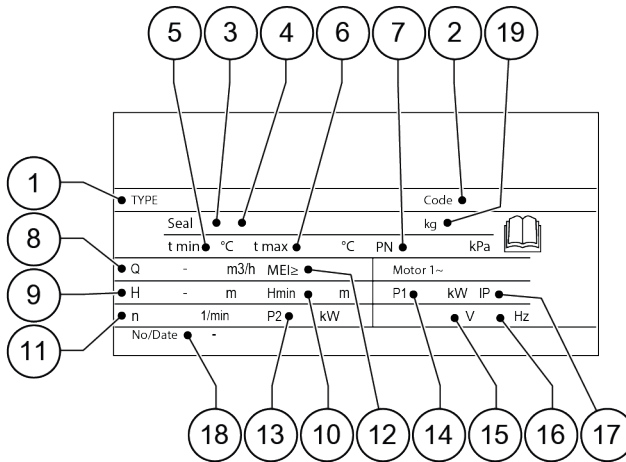 5 3 4 6 7 2 19
1 TYPE Code
Seal kg
t min °C t max °C PN kPa
8 Q - m3/h MEI≥ Motor 1~
9 H - m Hmin m P1 kW IP
11 n 1/min P2 kW V Hz
No/Date -
18 13 10 12 14 15 16 17